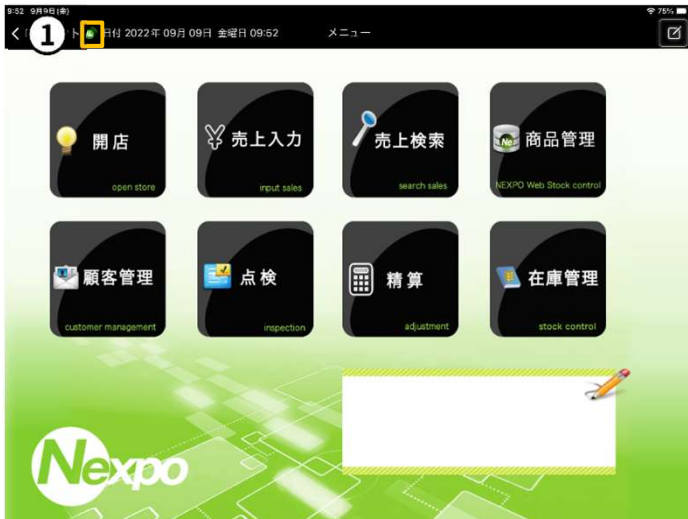 9:52 9月9日(金)
75%
1
ト 日付 2022年 09月 09日 金曜日 09:52
メニュー
開店
open store
¥ 売上入力
input sales
売上検索
search sales
Ne 商品管理
NEXPO Web Stock control
顧客管理
customer management
点検
inspection
精算
adjustment
在庫管理
stock control
Nexpo